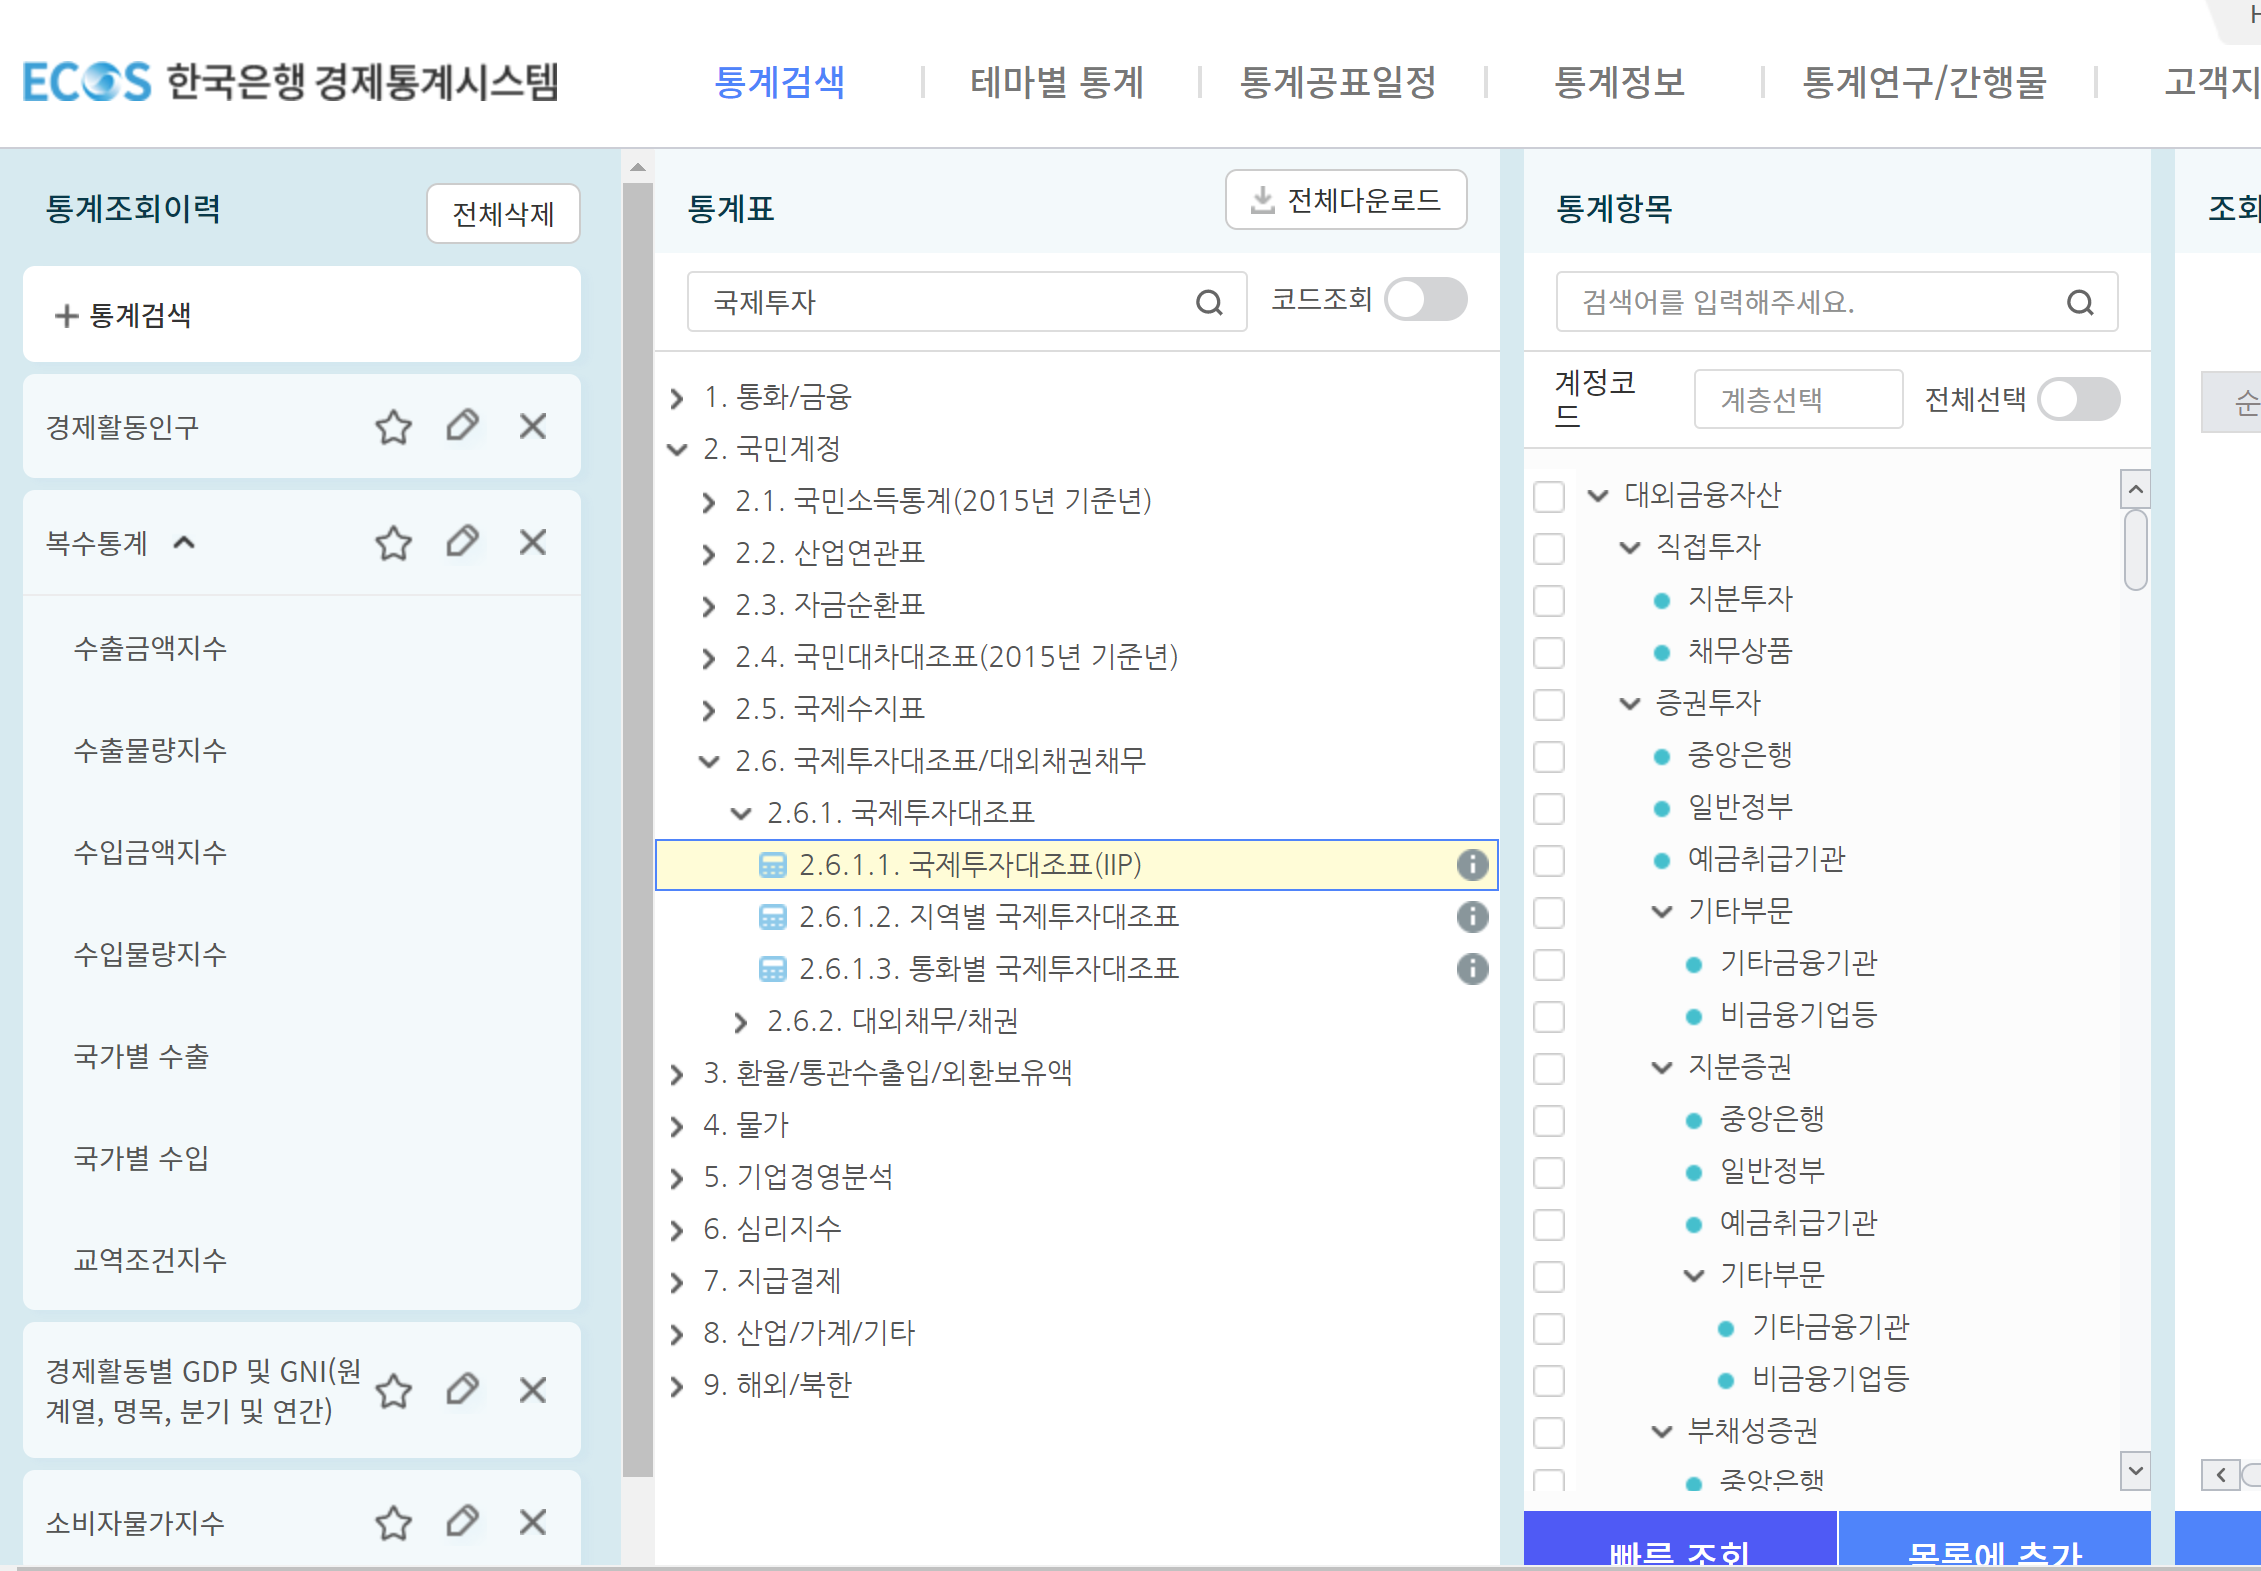 ECOS 한국은행 경제통계시스템
통계검색
테마별 통계
통계공표일정
통계정보
통계연구/간행물
통계조회이력
전체삭제
통계검색
경제활동인구
복수통계
수출금액지수
수출물량지수
수입금액지수
수입물량지수
국가별 수출
국가별 수입
교역조건지수
경제활동별 GDP 및 GNI(원
계열, 명목, 분기 및 연간)
소비자물가지수
통계표
전체다운로드
국제투자
코드조회
1. 통화/금융
2. 국민계정
2.1. 국민소득통계(2015년 기준년)
2.2. 산업연관표
2.3. 자금순환표
2.4. 국민대차대조표(2015년 기준년)
2.5. 국제수지표
2.6. 국제투자대조표/대외채권채무
2.6.1. 국제투자대조표
2.6.1.1. 국제투자대조표(IIP)
2.6.1.2. 지역별 국제투자대조표
2.6.1.3. 통화별 국제투자대조표
2.6.2. 대외채무/채권
3. 환율/통관수출입/외환보유액
4. 물가
5. 기업경영분석
6. 심리지수
7. 지급결제
8. 산업/가계/기타
9. 해외/북한
통계항목
검색어를 입력해주세요.
계정코
드
계층선택
전체선택
대외금융자산
직접투자
지분투자
채무상품
증권투자
중앙은행
일반정부
예금취급기관
기타부문
기타금융기관
비금융기업등
지분증권
중앙은행
일반정부
예금취급기관
기타부문
기타금융기관
비금융기업등
부채성증권
중앙은행
빠른 조회
목록에 추가
조회
순